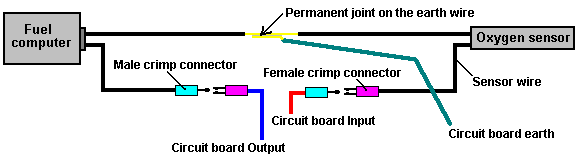 Permanent joint on the earth wire
Fuel
computer
Oxygen sensor
Male crimp connector
Female crimp connector
Sensor wire
Circuit board Input
Circuit board earth
Circuit board Output